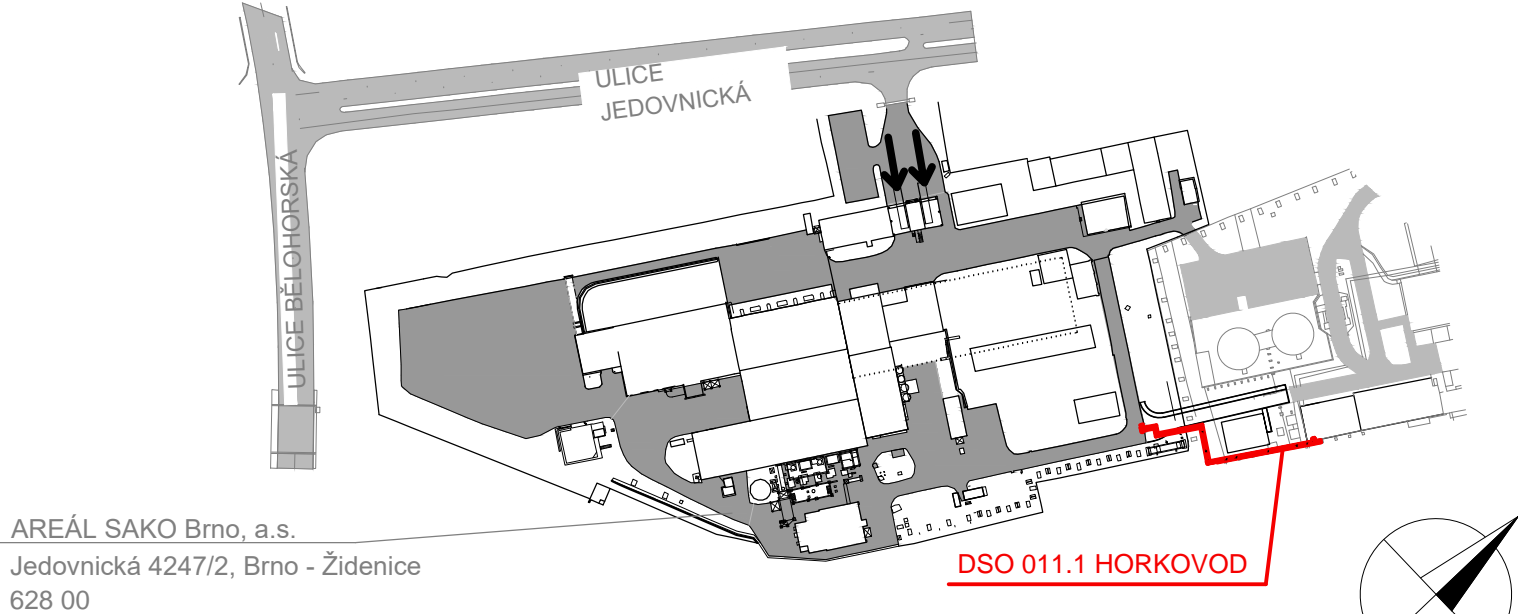 ULICE
JEDOVNICKÁ
ULICE BĚLOHORSKÁ
AREÁL SAKO Brno, a.s.
Jedovnická 4247/2, Brno - Židenice
628 00
DSO 011.1 HORKOVOD